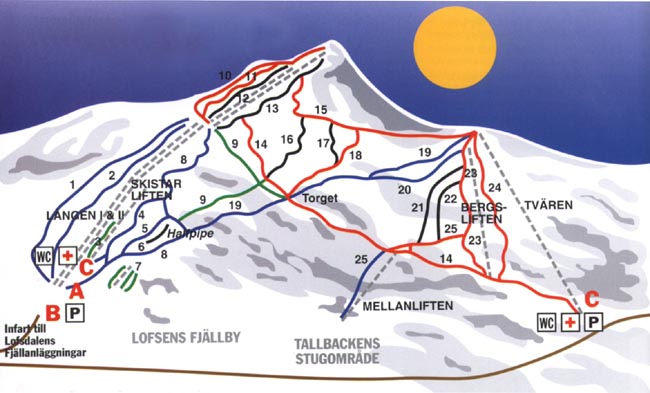 10
11
12
13
15
1
2
8
9
14
16
17
18
19
23
SKISTAR
LIFTEN
20
24
LÅNGEN I & II
4
9
19
Torget
21
22
BERGS-
LIFTEN
TVÄREN
3
5
Halfpipe
25
23
WC
+
C
6
8
25
14
7
A
MELLANLIFTEN
C
B
P
WC
+
P
Infart till
Lofsdalens
Fjällanläggningar
LOFSENS FJÄLLBY
TALLBACKENS
STUGOMRÅDE